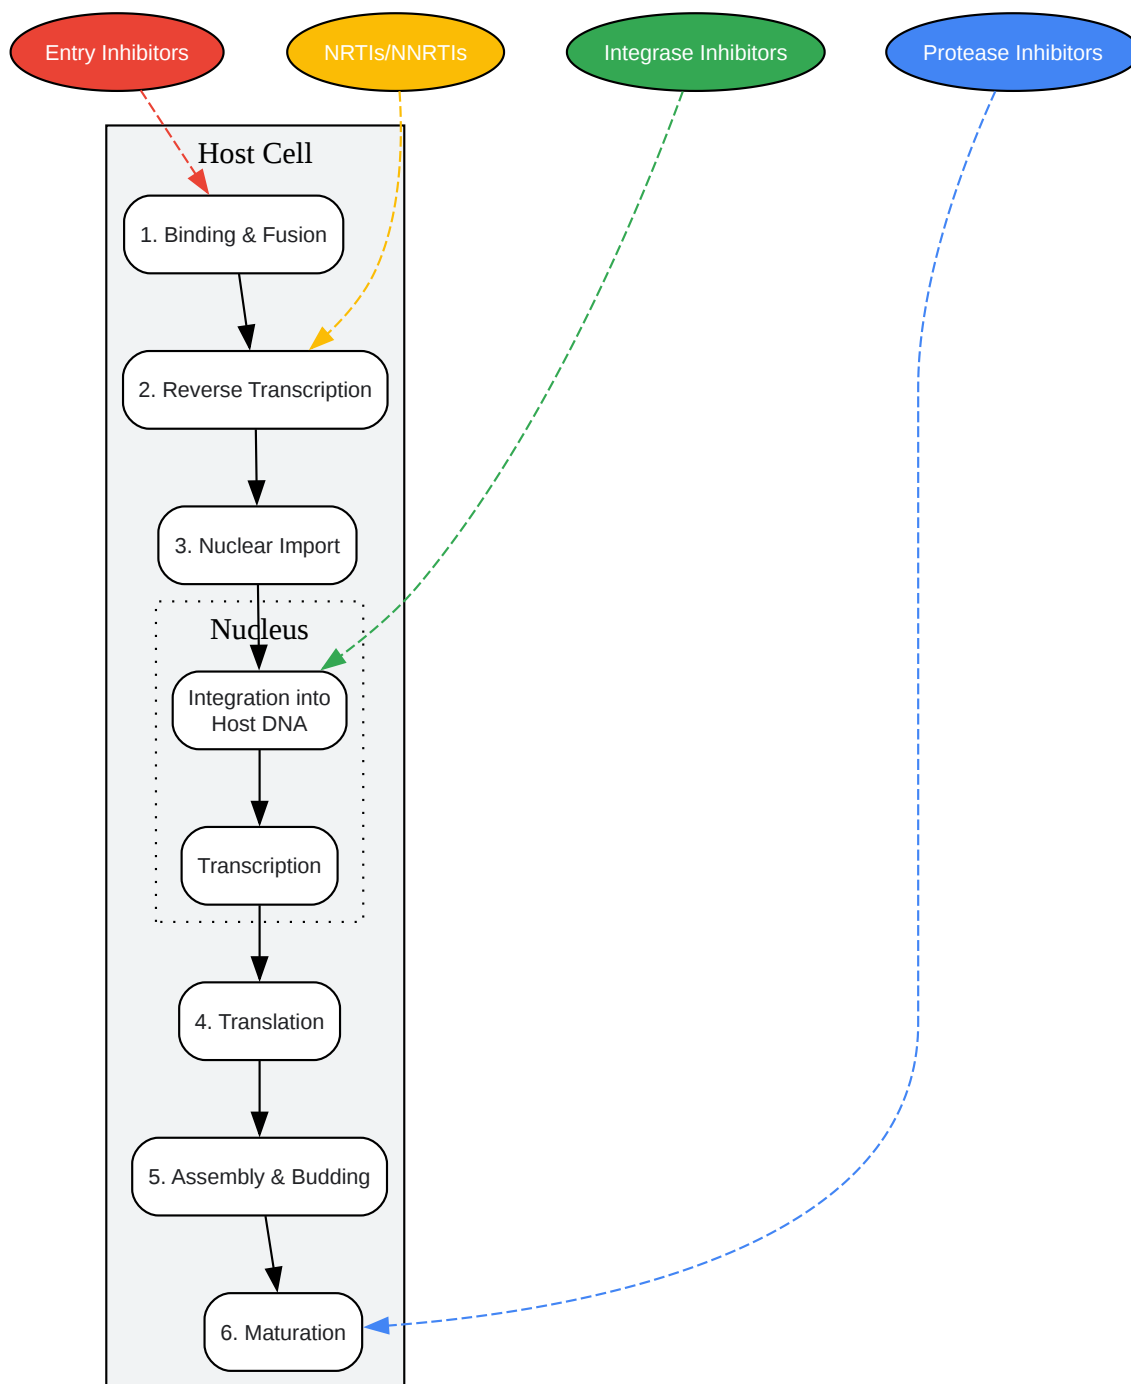 Entry Inhibitors
NRTIs/NNRTIs
Integrase Inhibitors
Protease Inhibitors
Host Cell
1. Binding & Fusion
2. Reverse Transcription
3. Nuclear Import
Nucleus
Integration into
Host DNA
Transcription
4. Translation
5. Assembly & Budding
6. Maturation